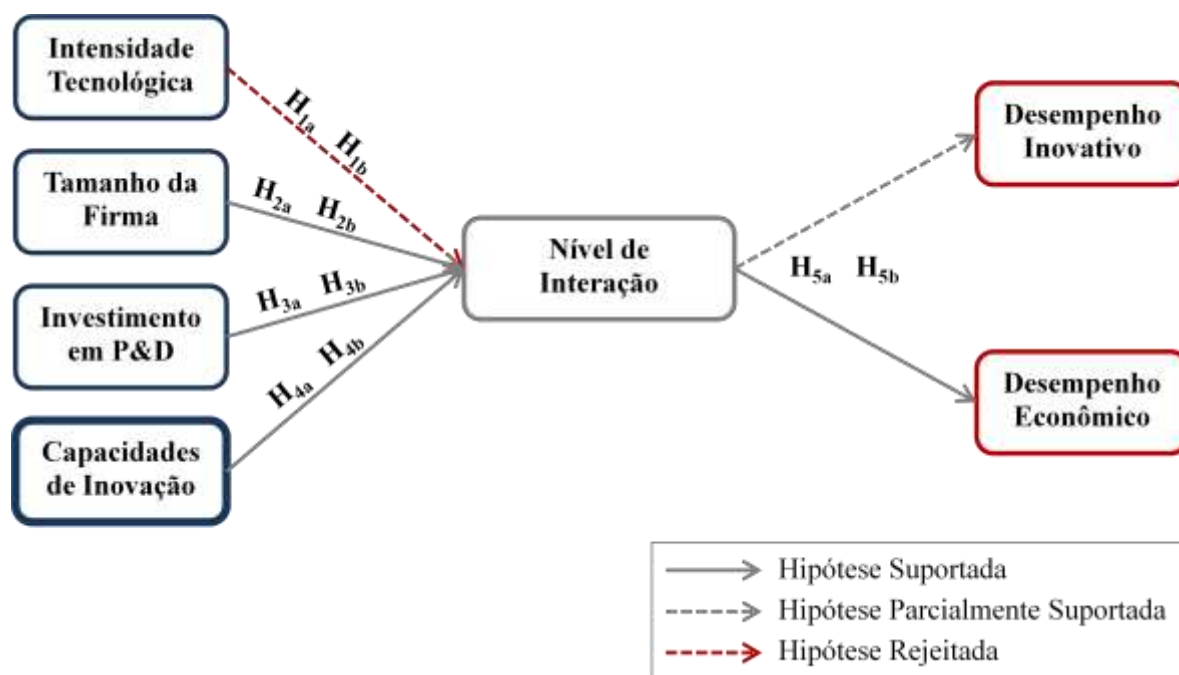 Intensidade
Tecnológica
H1a H1b
Tamanho da
Firma
H2a H2b
Investimento
em P&D
H3a H3b
Capacidades
de Inovação
H4a H4b
Nível de
Interação
Desempenho
Inovativo
H5a H5b
Desempenho
Econômico
Hipótese Suportada
Hipótese Parcialmente Suportada
Hipótese Rejeitada